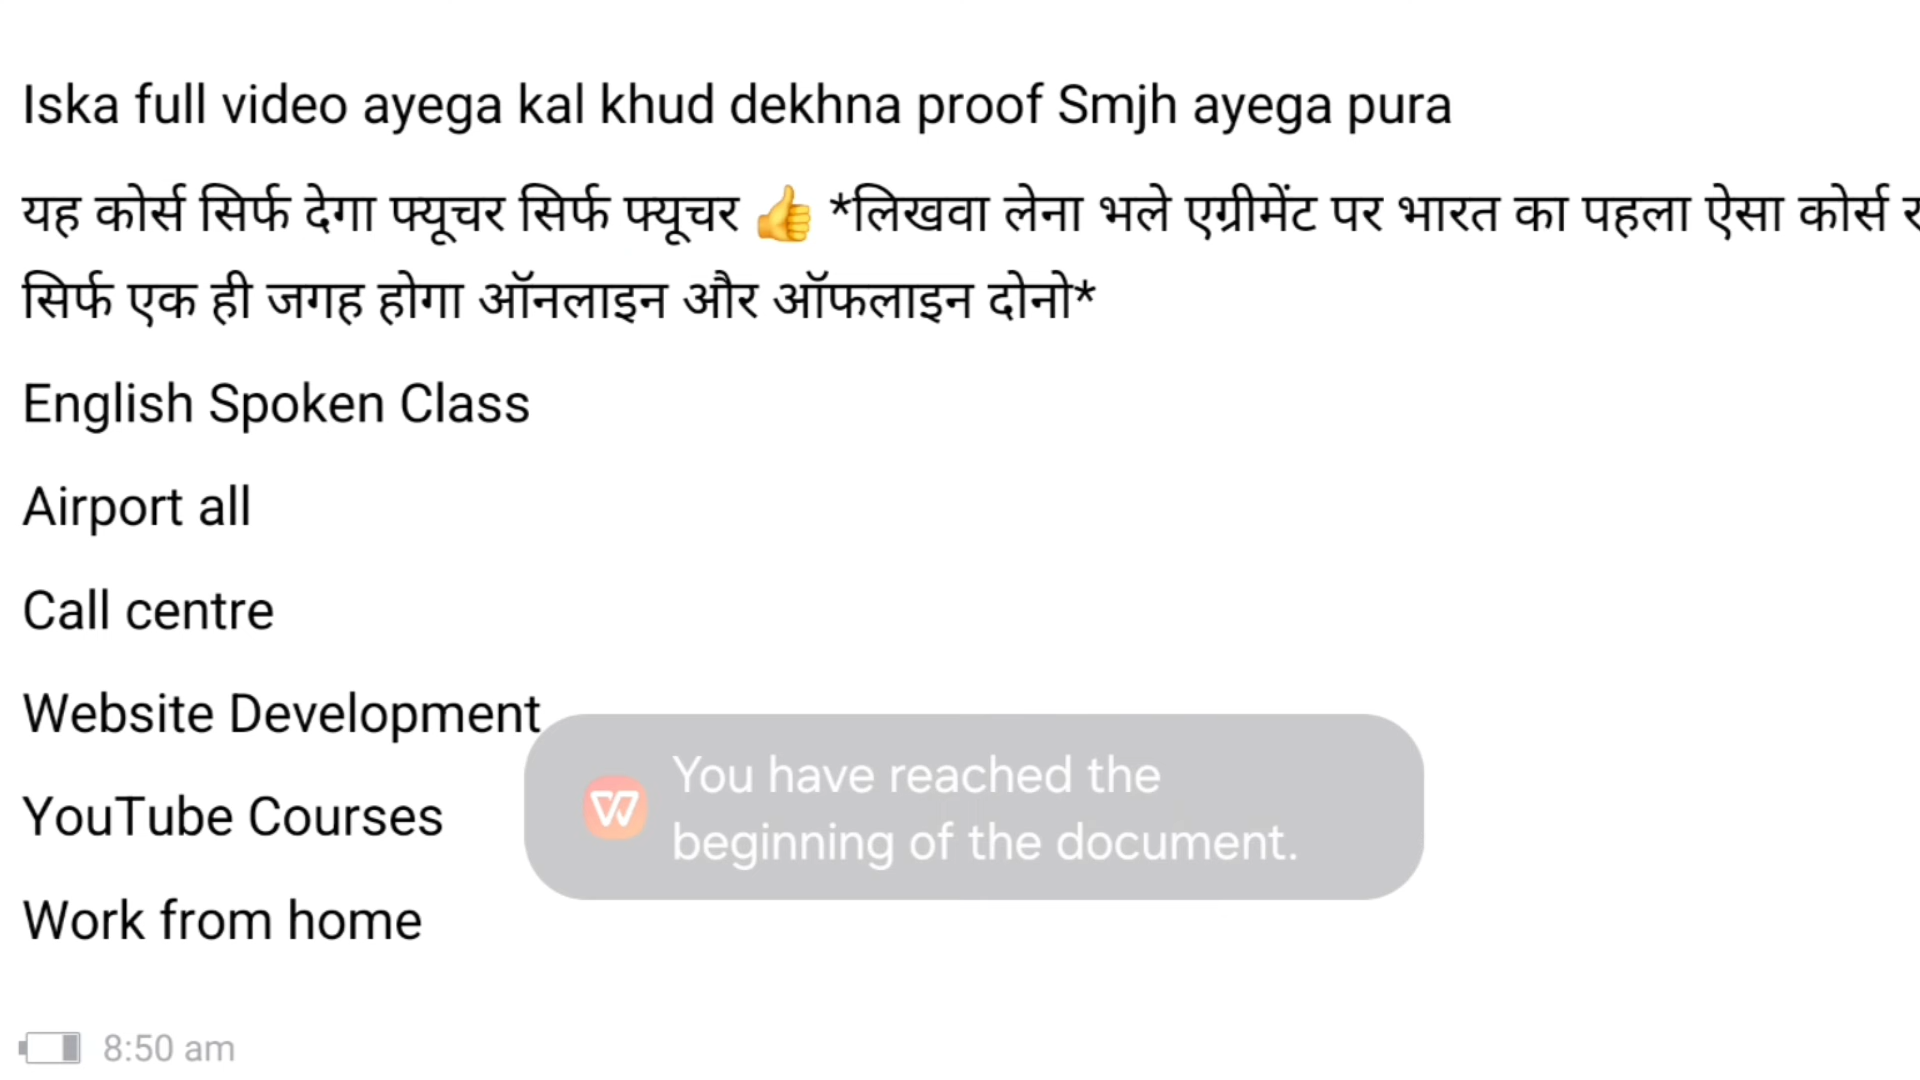 Iska full video ayega kal khud dekhna proof Smjh ayega pura
यह कोर्स सिर्फ देगा फ्यूचर सिर्फ फ्यूचर 👍 *लिखवा लेना भले एग्रीमेंट पर भारत का पहला ऐसा कोर्स
सिर्फ एक ही जगह होगा ऑनलाइन और ऑफलाइन दोनो*
English Spoken Class
Airport all
Call centre
Website Development
YouTube Courses
Work from home
You have reached the
beginning of the document.
8:50 am